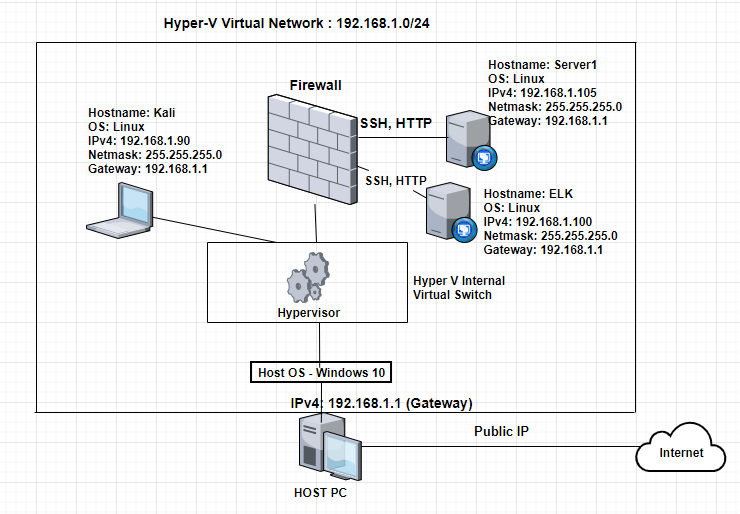 Hyper-V Virtual Network : 192.168.1.0/24
Hostname: Server1
OS: Linux
IPv4: 192.168.1.105
Netmask: 255.255.255.0
Gateway: 192.168.1.1
Firewall
SSH, HTTP
Hostname: Kali
OS: Linux
IPv4: 192.168.1.90
Netmask: 255.255.255.0
Gateway: 192.168.1.1
SSH, HTTP
Hostname: ELK
OS: Linux
IPv4: 192.168.1.100
Netmask: 255.255.255.0
Gateway: 192.168.1.1
Hyper V Internal
Virtual Switch
Hypervisor
Host OS - Windows 10
IPv4: 192.168.1.1 (Gateway)
Public IP
Internet
HOST PC